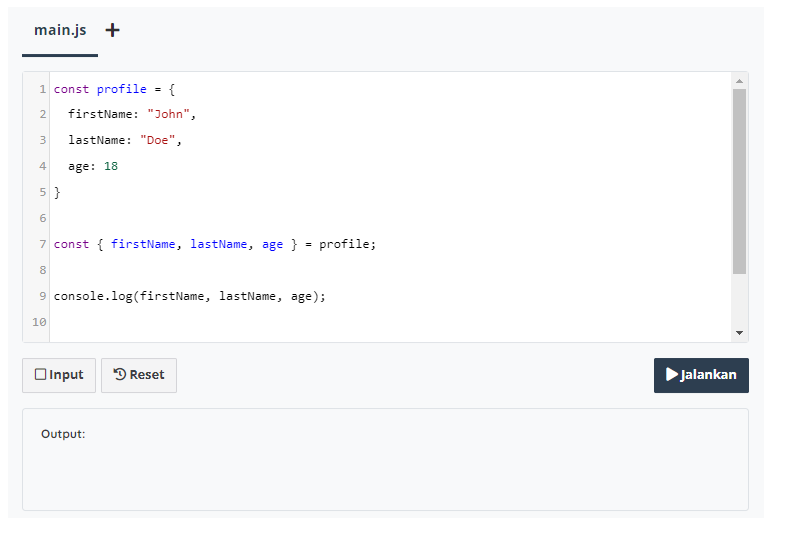 main.js +
1 const profile = {
2 firstName: "John",
3 lastName: "Doe",
4 age: 18
5 }
6
7 const { firstName, lastName, age } = profile;
8
9 console.log(firstName, lastName, age);
10
Input Reset Jalankan
Output: